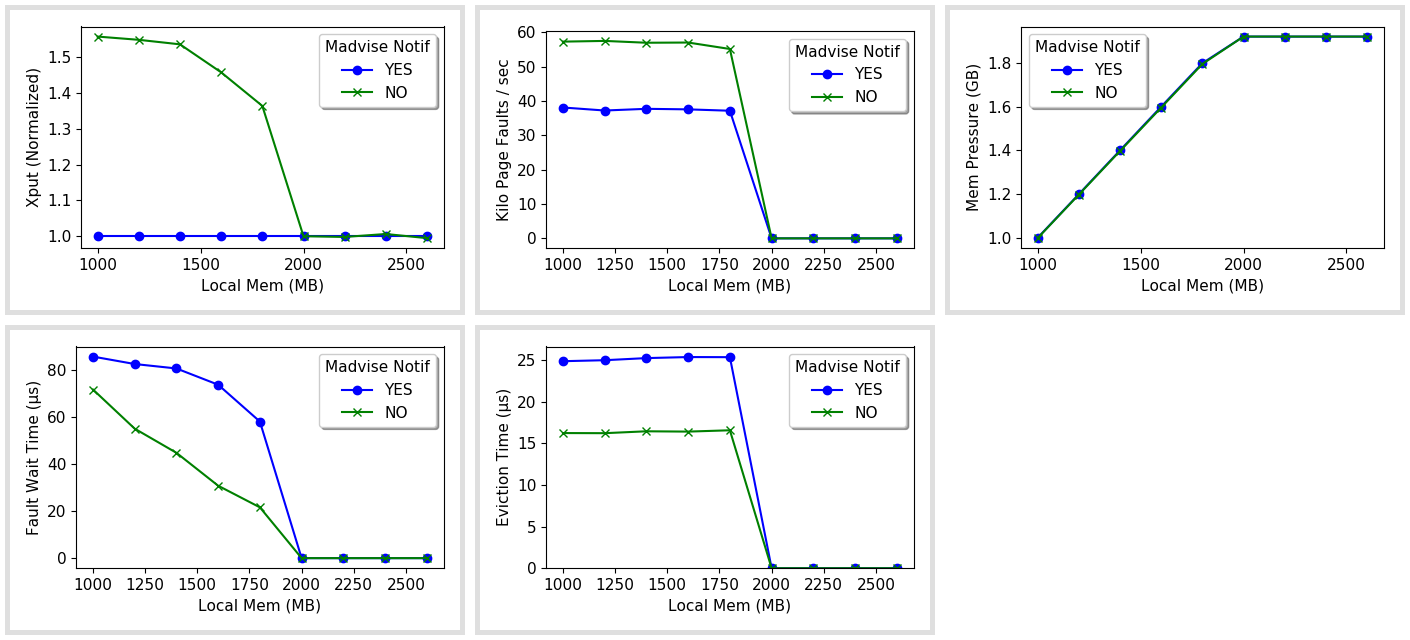 Xput (Normalized)
1.5
1.4
1.3
1.2
1.1
1.0
Madvise Notif
YES
NO
1000 1500 2000 2500
Local Mem (MB)
Kilo Page Faults / sec
60
50
40
30
20
10
0
Madvise Notif
YES
NO
1000 1250 1500 1750 2000 2250 2500
Local Mem (MB)
Mem Pressure (GB)
1.8
1.6
1.4
1.2
1.0
Madvise Notif
YES
NO
1000 1500 2000 2500
Local Mem (MB)
Fault Wait Time (μs)
80
60
40
20
0
Madvise Notif
YES
NO
1000 1250 1500 1750 2000 2250 2500
Local Mem (MB)
Eviction Time (μs)
25
20
15
10
5
0
Madvise Notif
YES
NO
1000 1250 1500 1750 2000 2250 2500
Local Mem (MB)